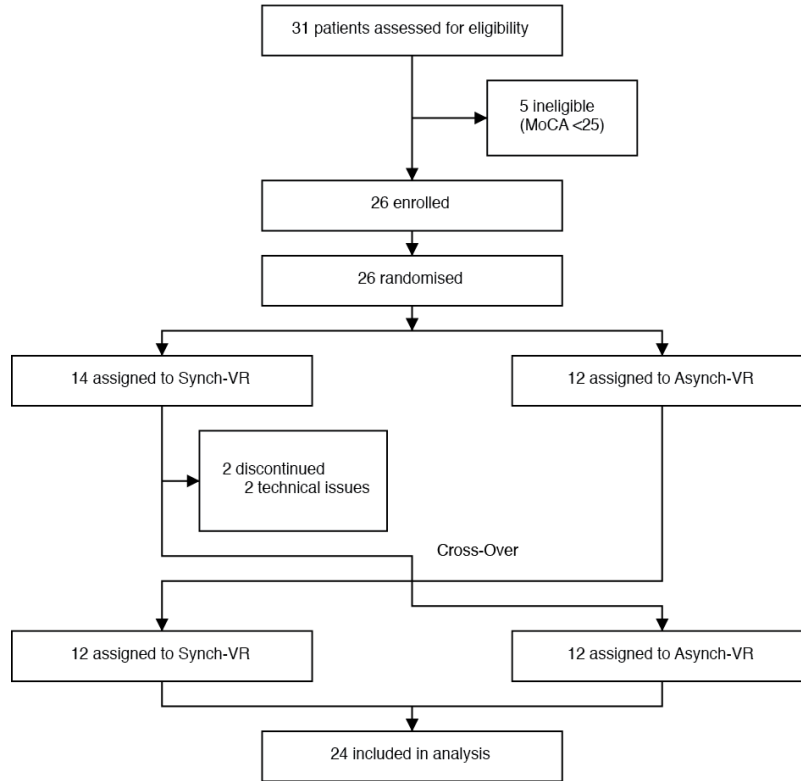 31 patients assessed for eligibility
5 ineligible
(MoCA <25)
26 enrolled
26 randomised
14 assigned to Synch-VR
12 assigned to Asynch-VR
2 discontinued
2 technical issues
Cross-Over
12 assigned to Synch-VR
12 assigned to Asynch-VR
24 included in analysis